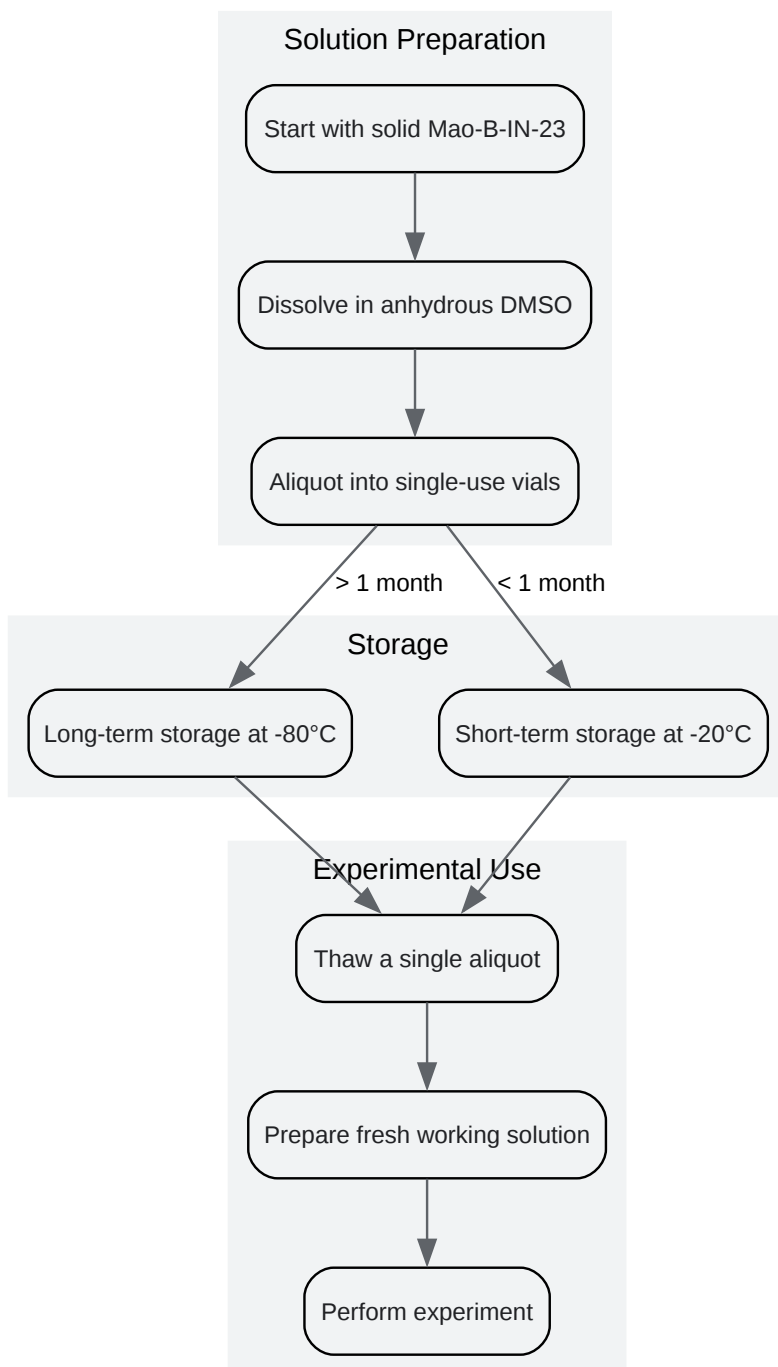 Solution Preparation
Start with solid Mao-B-IN-23
Dissolve in anhydrous DMSO
Aliquot into single-use vials
> 1 month
< 1 month
Storage
Long-term storage at -80°C
Short-term storage at -20°C
Experimental Use
Thaw a single aliquot
Prepare fresh working solution
Perform experiment